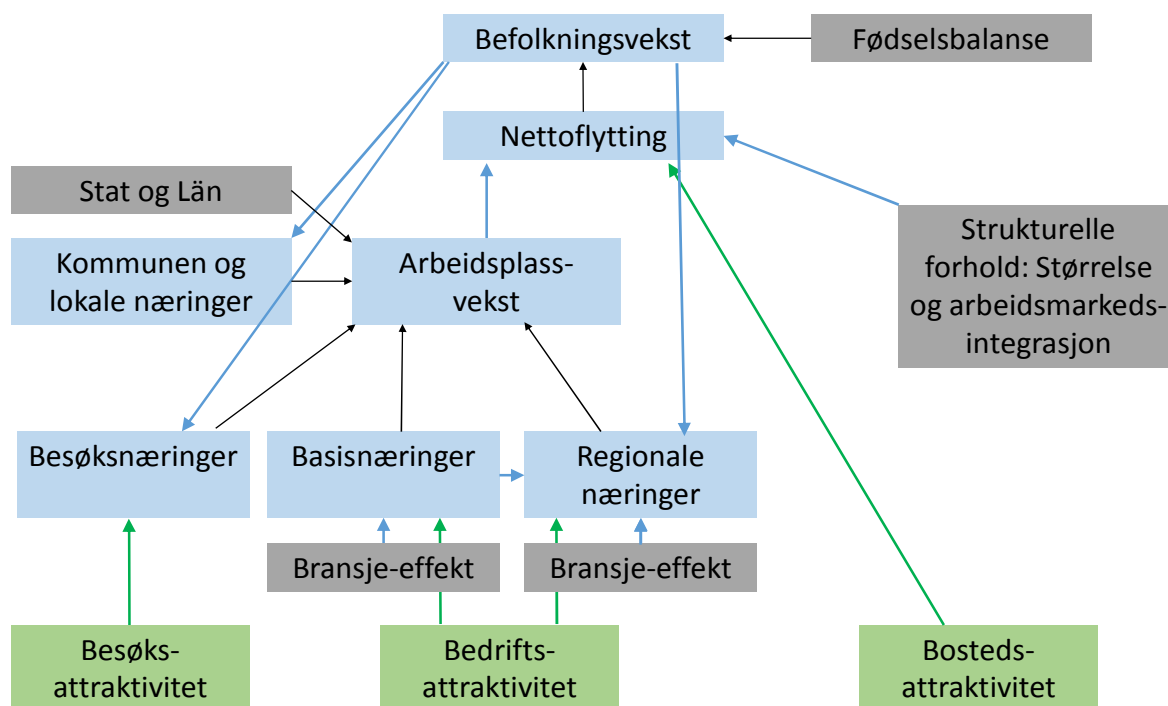 Befolkningsvekst
Fødselsbalanse
Nettoflytting
Stat og Län
Kommunen og
lokale næringer
Arbeidsplass-
vekst
Strukturelle
forhold: Størrelse
og arbeidsmarkeds-
integrasjon
Besøksnæringer
Basisnæringer
Regionale
næringer
Bransje-effekt
Bransje-effekt
Besøks-
attraktivitet
Bedrifts-
attraktivitet
Bosteds-
attraktivitet